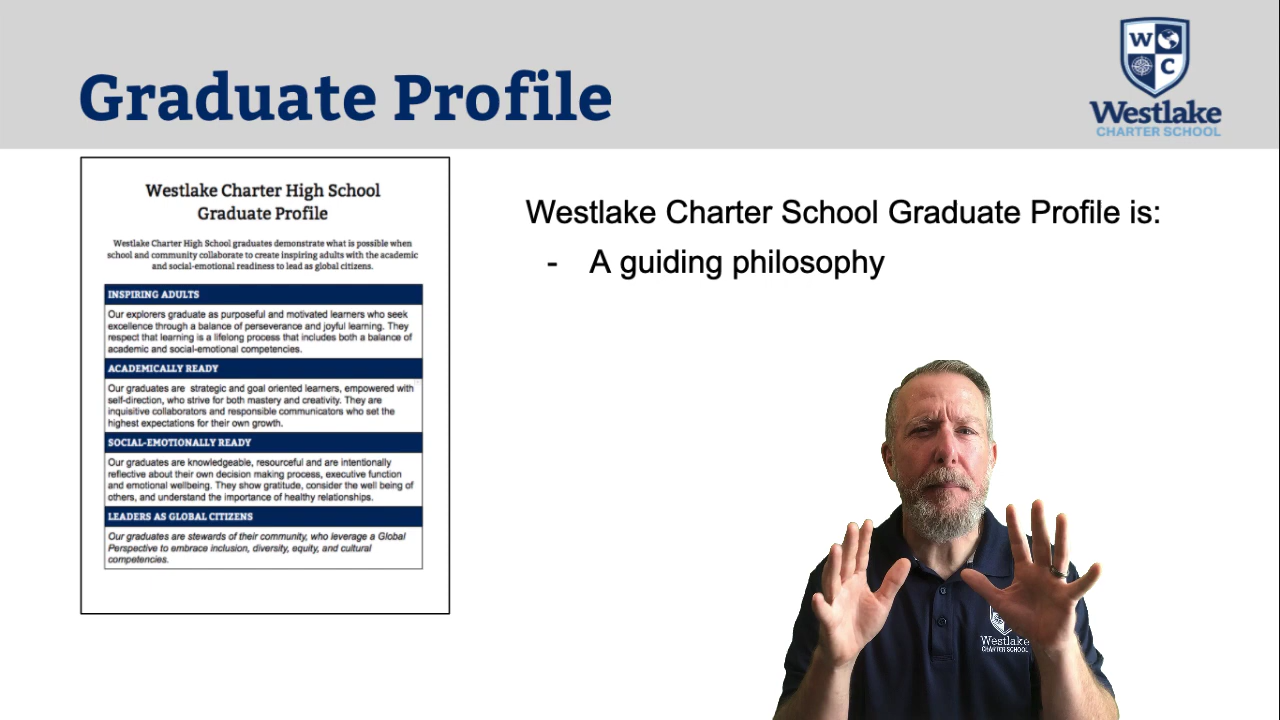 Graduate Profile
W
C
Westlake
CHARTER SCHOOL
Westlake Charter High School
Graduate Profile
Westlake Charter High School graduates demonstrate what is possible when
school and community collaborate to create inspiring adults with the academic
and social-emotional readiness to lead as global citizens.
INSPIRING ADULTS
Our explorers graduate as purposeful and motivated learners who seek
excellence through a balance of perseverance and joyful learning. They
respect that learning is a lifelong process that includes both a balance of
academic and social-emotional competencies.
ACADEMICALLY READY
Our graduates are strategic and goal oriented learners, empowered with
self-direction, who strive for both mastery and creativity. They are
inquisitive collaborators and responsible communicators who set the
highest expectations for their own growth.
SOCIAL-EMOTIONALLY READY
Our graduates are knowledgeable, resourceful and are intentionally
reflective about their own decision making process, executive function
and emotional wellbeing. They show gratitude, consider the well being of
others, and understand the importance of healthy relationships.
LEADERS AS GLOBAL CITIZENS
Our graduates are stewards of their community, who leverage a Global
Perspective to embrace inclusion, diversity, equity, and cultural
competencies.
Westlake Charter School Graduate Profile is:
- A guiding philosophy
Westlake
CHARTER SCHOOL